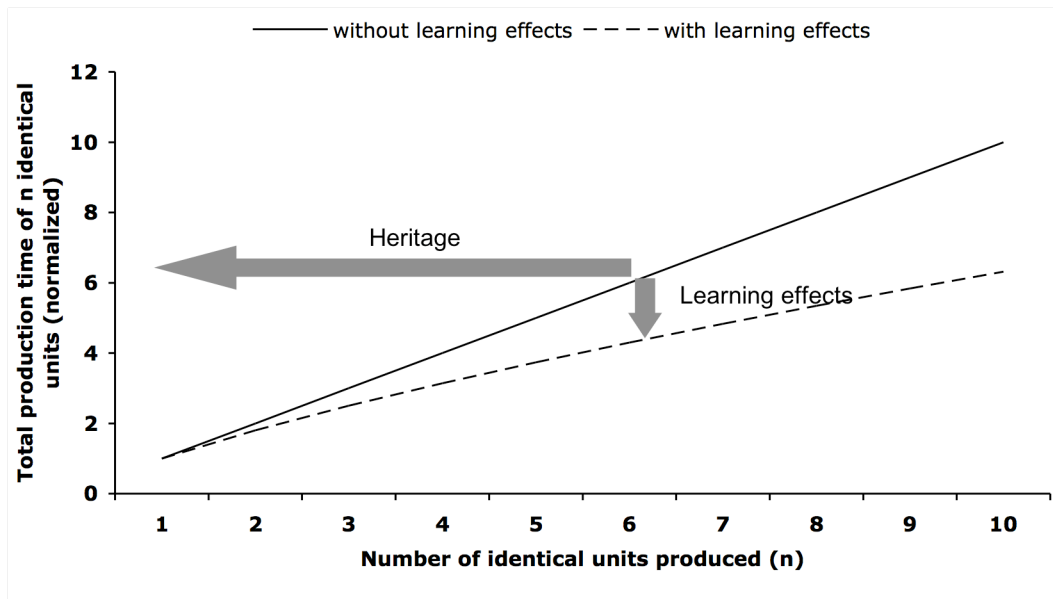 without learning effects with learning effects
Total production time of n identical
units (normalized)
12
10
8
6
4
2
0
Heritage
Learning effects
1 2 3 4 5 6 7 8 9 10
Number of identical units produced (n)